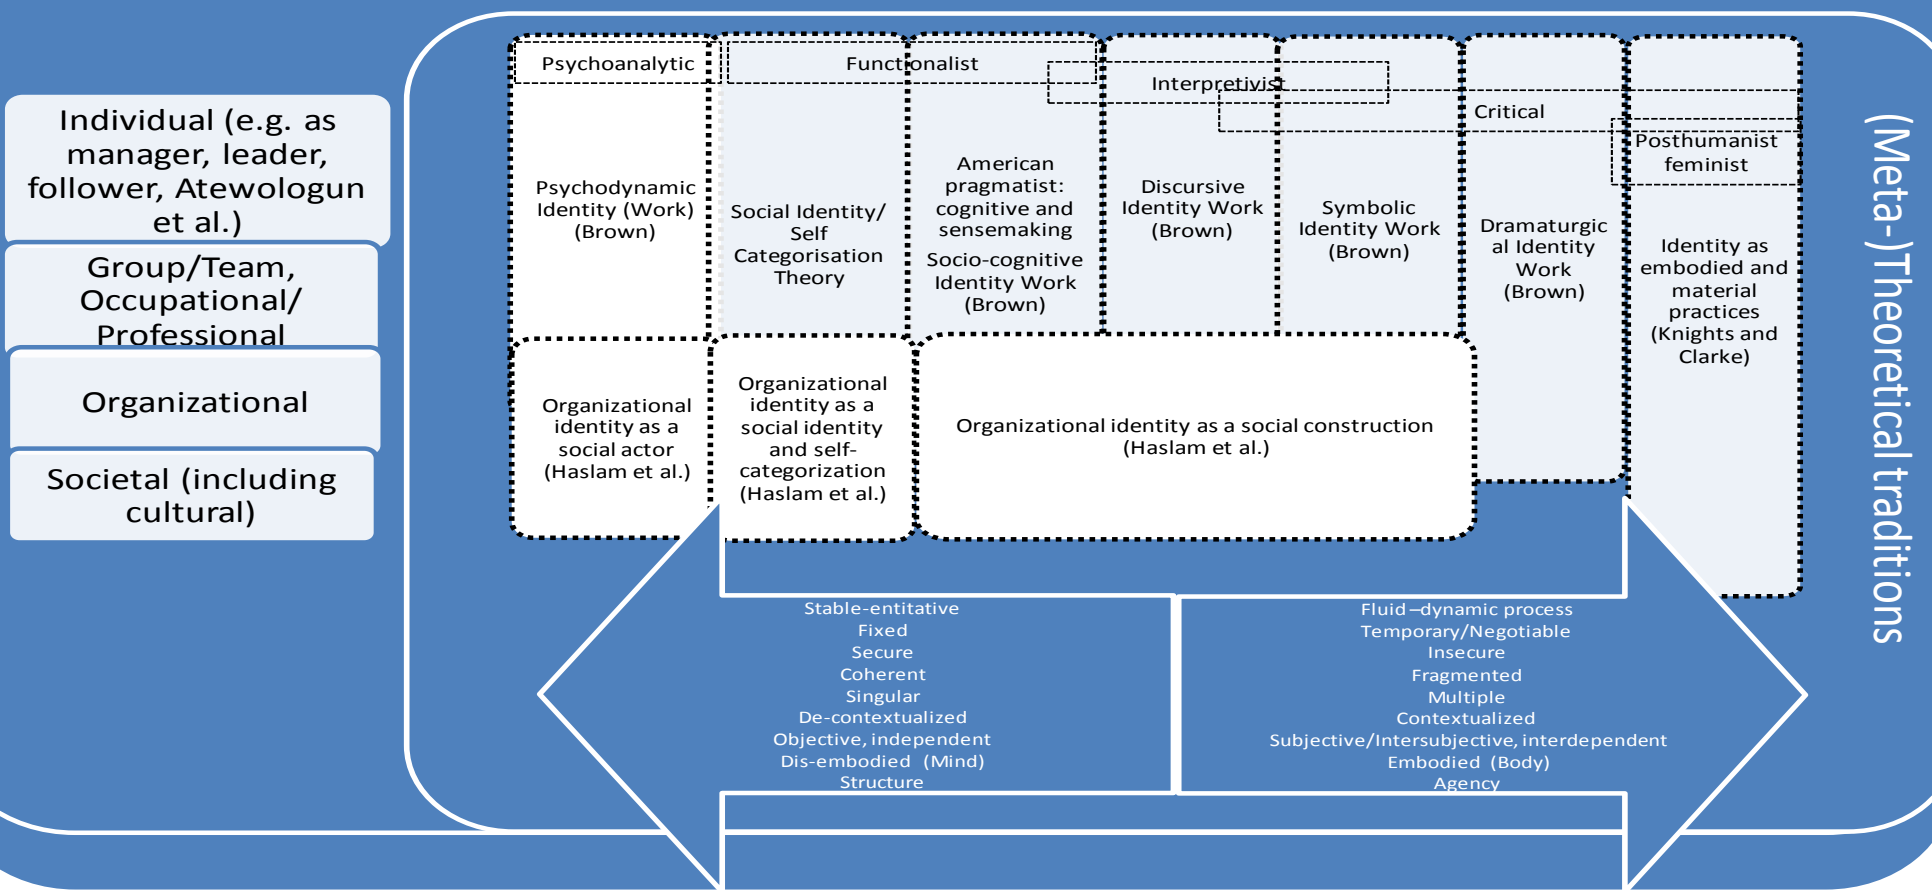 Individual (e.g. as
manager, leader,
follower, Atewologun
et al.)
Group/Team,
Occupational/
Professional
Organizational
Societal (including
cultural)
Psychoanalytic
Functionalist
Interpretivist
Critical
Posthumanist
feminist
Psychodynamic
Identity (Work)
(Brown)
Social Identity/
Self
Categorisation
Theory
American
pragmatist:
cognitive and
sensemaking
Socio-cognitive
Identity Work
(Brown)
Discursive
Identity Work
(Brown)
Symbolic
Identity Work
(Brown)
Dramaturgic
al Identity
Work
(Brown)
Identity as
embodied and
material
practices
(Knights and
Clarke)
Organizational
identity as a
social actor
(Haslam et al.)
Organizational
identity as a
social identity
and self-
categorization
(Haslam et al.)
Organizational identity as a social construction
(Haslam et al.)
Stable-entitative
Fixed
Secure
Coherent
Singular
De-contextualized
Objective, independent
Dis-embodied (Mind)
Structure
Fluid–dynamic process
Temporary/Negotiable
Insecure
Fragmented
Multiple
Contextualized
Subjective/Intersubjective, interdependent
Embodied (Body)
Agency
(Meta-)Theoretical traditions